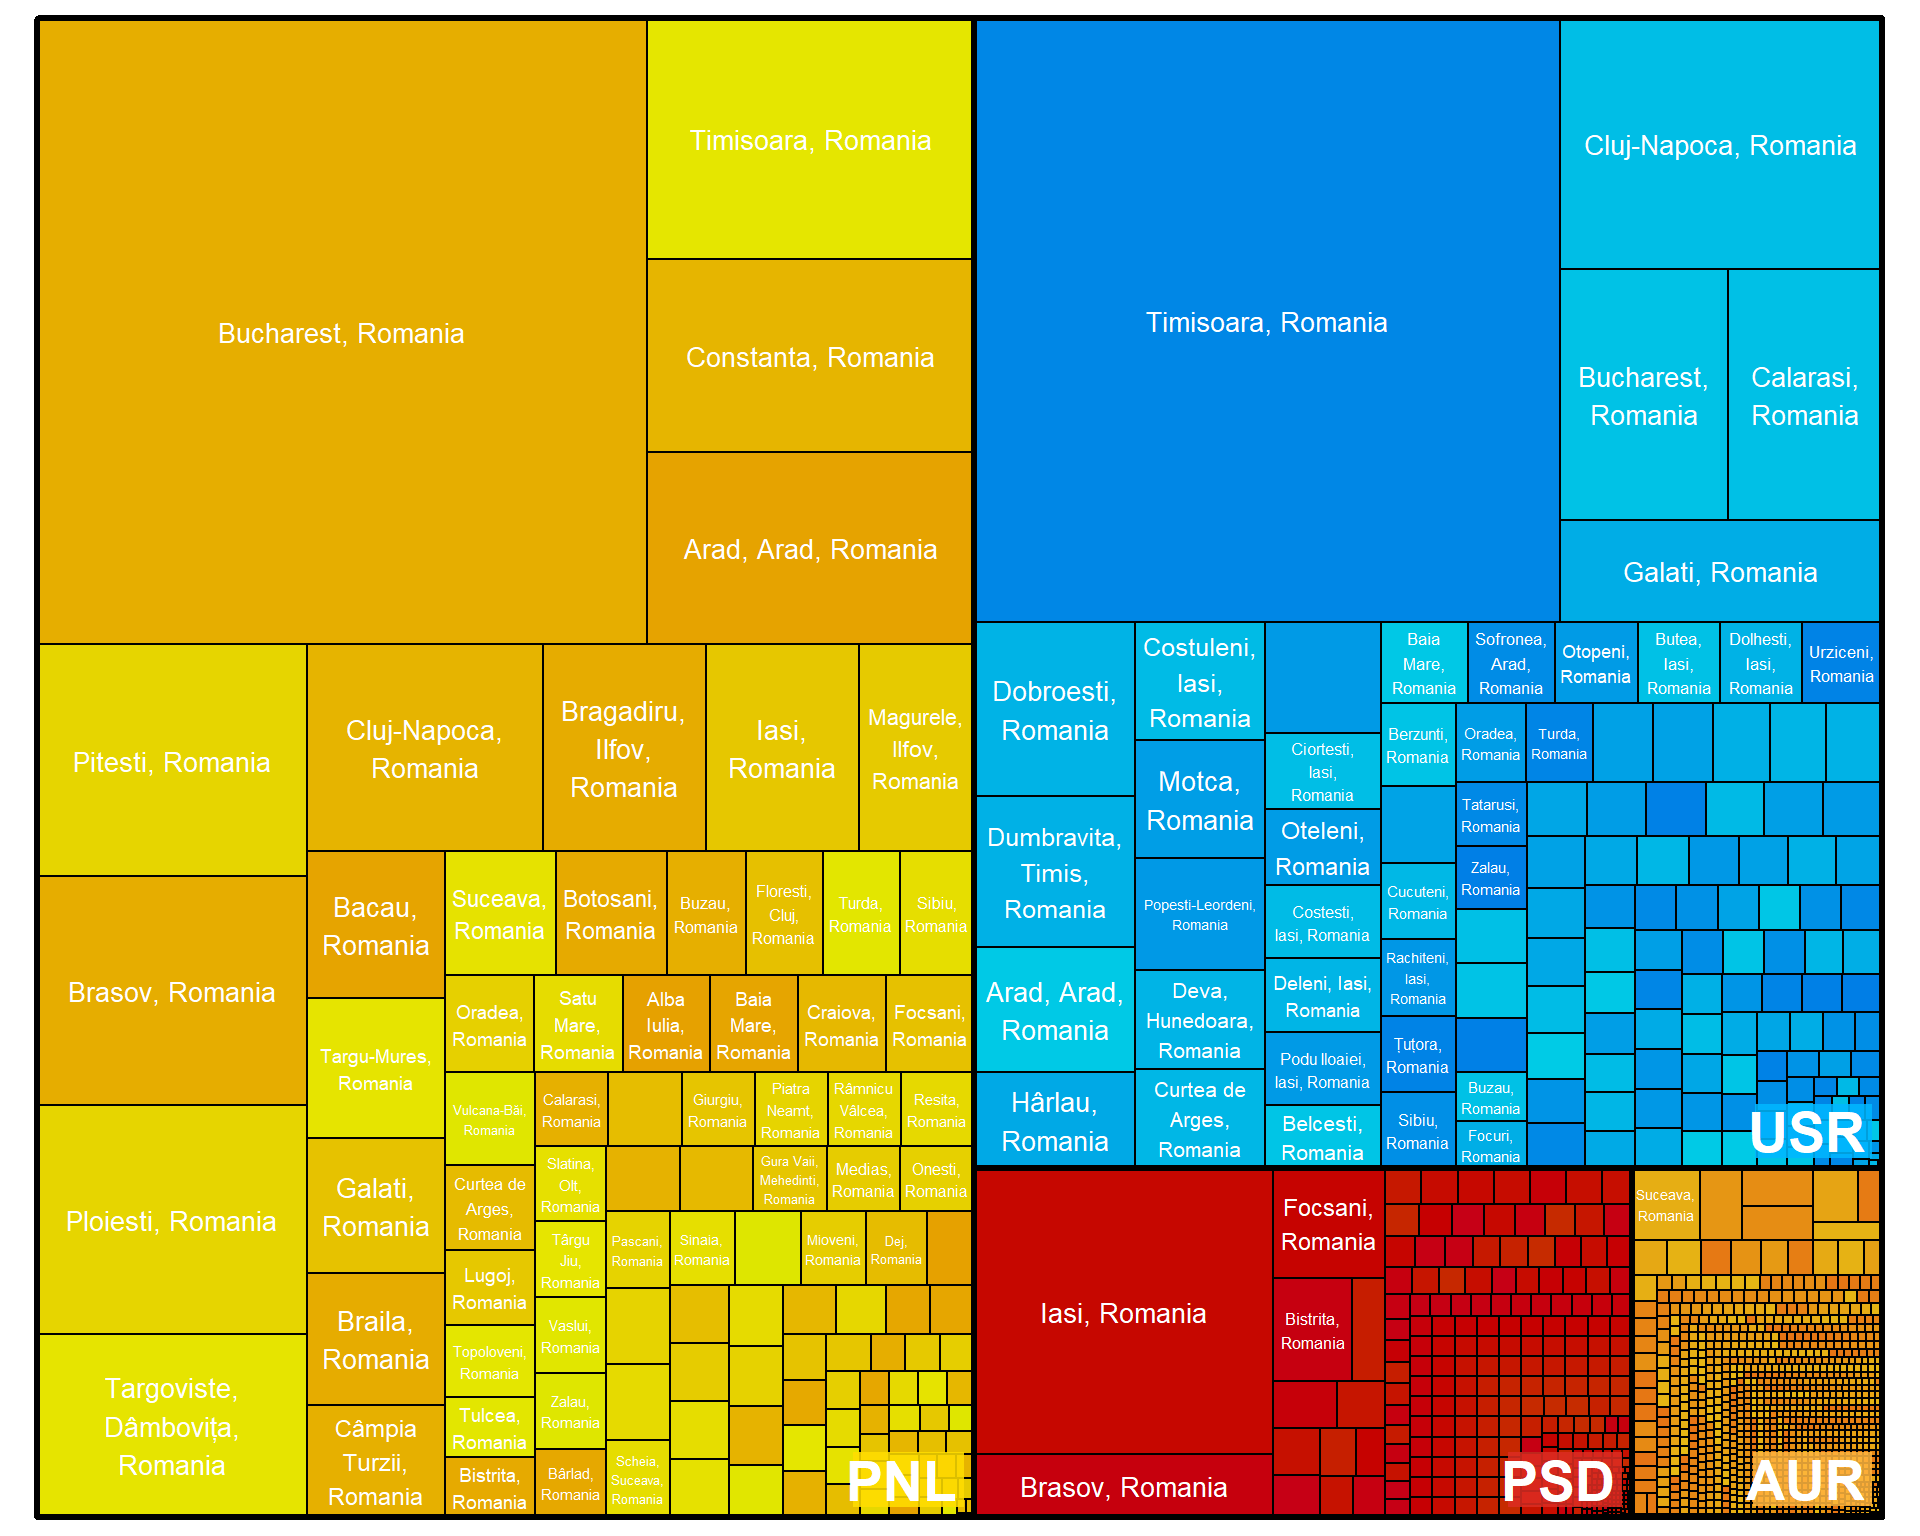 Bucharest, Romania
Timisoara, Romania
Constanta, Romania
Arad, Arad, Romania
Pitesti, Romania
Brasov, Romania
Ploiesti, Romania
Targoviste,
Dâmbovița,
Romania
Cluj-Napoca,
Romania
Bragadiru,
Ilfov,
Romania
Iasi,
Romania
Magurele,
Ilfov,
Romania
Bacau,
Romania
Targu-Mures,
Romania
Galati,
Romania
Braila,
Romania
Câmpia
Turzii,
Romania
Suceava,
Romania
Botosani,
Romania
Buzau,
Romania
Floresti,
Cluj,
Romania
Turda,
Romania
Sibiu,
Romania
Oradea,
Romania
Satu
Mare,
Romania
Alba
Iulia,
Romania
Baia
Mare,
Romania
Craiova,
Romania
Focsani,
Romania
Vulcana-Băi,
Romania
Curtea de
Arges,
Romania
Lugoj,
Romania
Topoloveni,
Romania
Tulcea,
Romania
Bistrita,
Romania
Calarasi,
Romania
Giurgiu,
Romania
Piatra
Neamt,
Romania
Râmnicu
Vâlcea,
Romania
Resita,
Romania
Slatina,
Olt,
Romania
Târgu
Jiu,
Romania
Vaslui,
Romania
Zalau,
Romania
Bârlad,
Romania
Gura Vaii,
Mehedinti,
Romania
Medias,
Romania
Onesti,
Romania
Pascani,
Romania
Sinaia,
Romania
Mioveni,
Romania
Dej,
Romania
Scheia,
Suceava,
Romania
PNL
Timisoara, Romania
Cluj-Napoca, Romania
Bucharest,
Romania
Calarasi,
Romania
Galati, Romania
Dobroesti,
Romania
Dumbravita,
Timis,
Romania
Arad, Arad,
Romania
Hârlau,
Romania
Costuleni,
Iasi,
Romania
Motca,
Romania
Popesti-Leordeni,
Romania
Deva,
Hunedoara,
Romania
Curtea de
Arges,
Romania
Ciortesti,
Iasi,
Romania
Oteleni,
Romania
Costesti,
Iasi, Romania
Deleni, Iasi,
Romania
Podu Iloaiei,
Iasi, Romania
Belcesti,
Romania
Baia
Mare,
Romania
Sofronea,
Arad,
Romania
Otopeni,
Romania
Butea,
Iasi,
Romania
Dolhesti,
Iasi,
Romania
Urziceni,
Romania
Berzunti,
Romania
Oradea,
Romania
Turda,
Romania
Tatarusi,
Romania
Zalau,
Romania
Cucuteni,
Romania
Rachiteni,
Iasi,
Romania
Țuțora,
Romania
Sibiu,
Romania
Buzau,
Romania
Focuri,
Romania
USR
Iasi, Romania
Brasov, Romania
Focsani,
Romania
Bistrita,
Romania
PSD
Suceava,
Romania
AUR